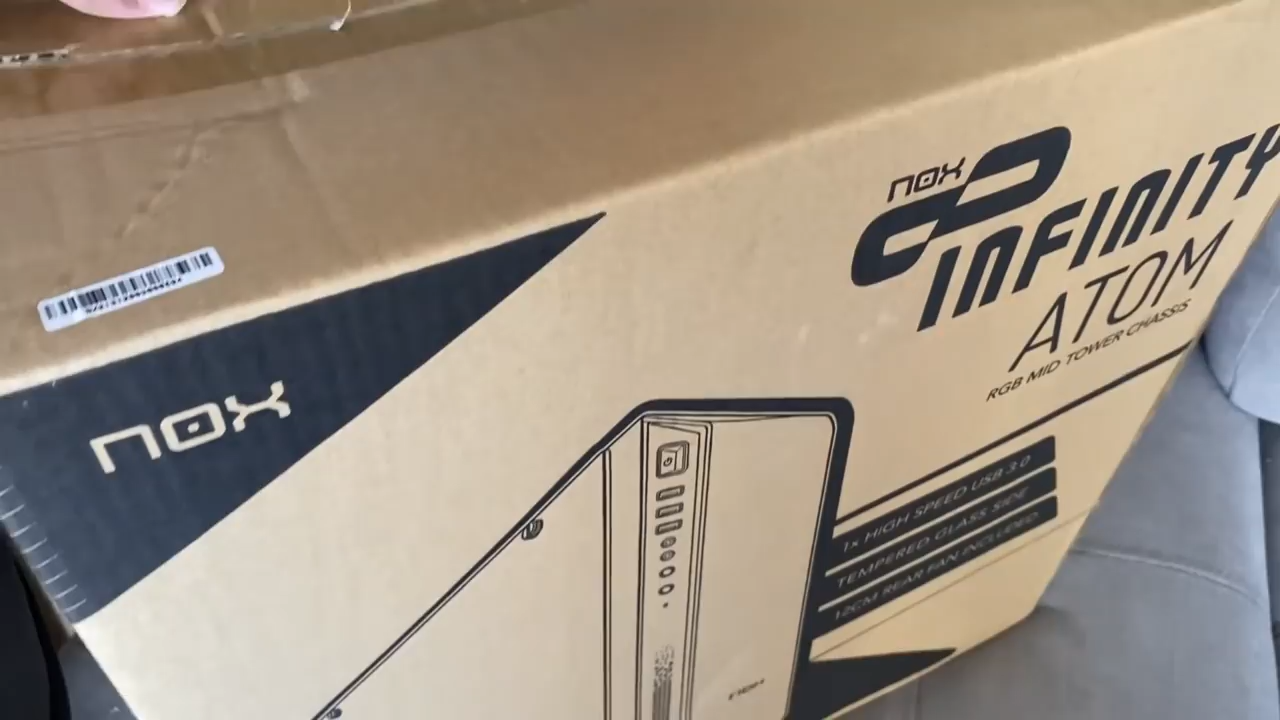 nox
INFINITY
ATOM
RGB MID TOWER CHASSIS
nox
1x HIGH SPEED USB 3.0
TEMPERED GLASS SIDE
12CM REAR FAN INCLUDED
nox